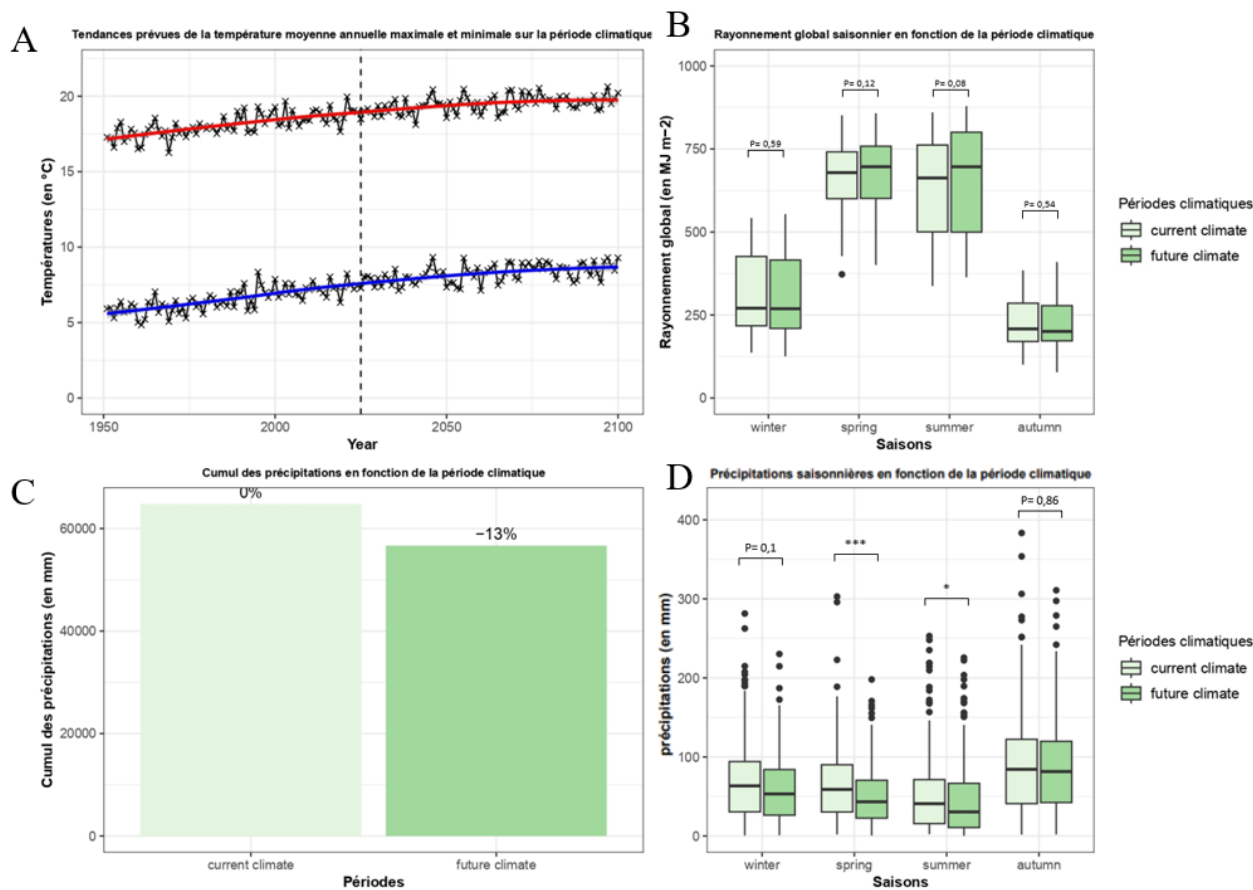 A
Tendances prévues de la température moyenne annuelle maximale et minimale sur la période climatique
Températures (en °C)
20
15
10
5
0
1950
2000
2050
2100
Year
B
Rayonnement global saisonnier en fonction de la période climatique
Rayonnement global (en MJ m-2)
1000
750
500
250
0
P= 0,59
P= 0,12
P= 0,08
P= 0,54
winter
spring
summer
autumn
Saisons
Périodes climatiques
current climate
future climate
C
Cumul des précipitations en fonction de la période climatique
Cumul des précipitations (en mm)
60000
40000
20000
0
0%
−13%
current climate
future climate
Périodes
D
Précipitations saisonnières en fonction de la période climatique
précipitations (en mm)
400
300
200
100
0
P= 0,1
***
*
P= 0,86
winter
spring
summer
autumn
Saisons
Périodes climatiques
current climate
future climate